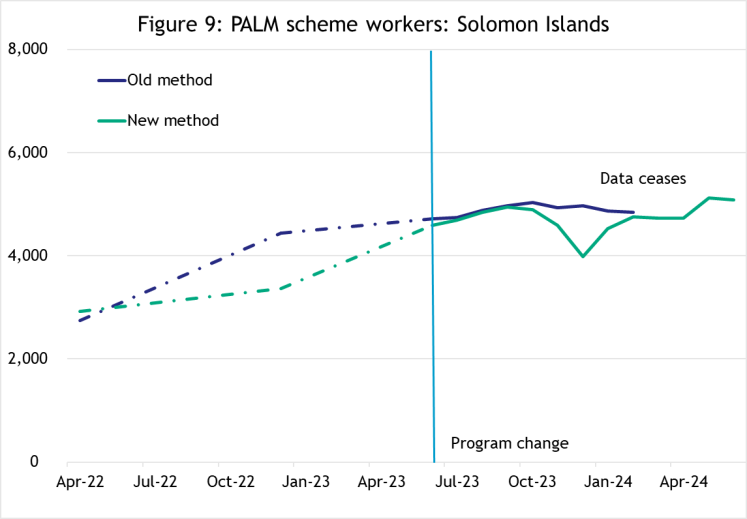 Figure 9: PALM scheme workers: Solomon Islands
8,000
Old method
New method
6,000
Data ceases
4,000
2,000
Program change
0
Apr-22 Jul-22 Oct-22 Jan-23 Apr-23 Jul-23 Oct-23 Jan-24 Apr-24